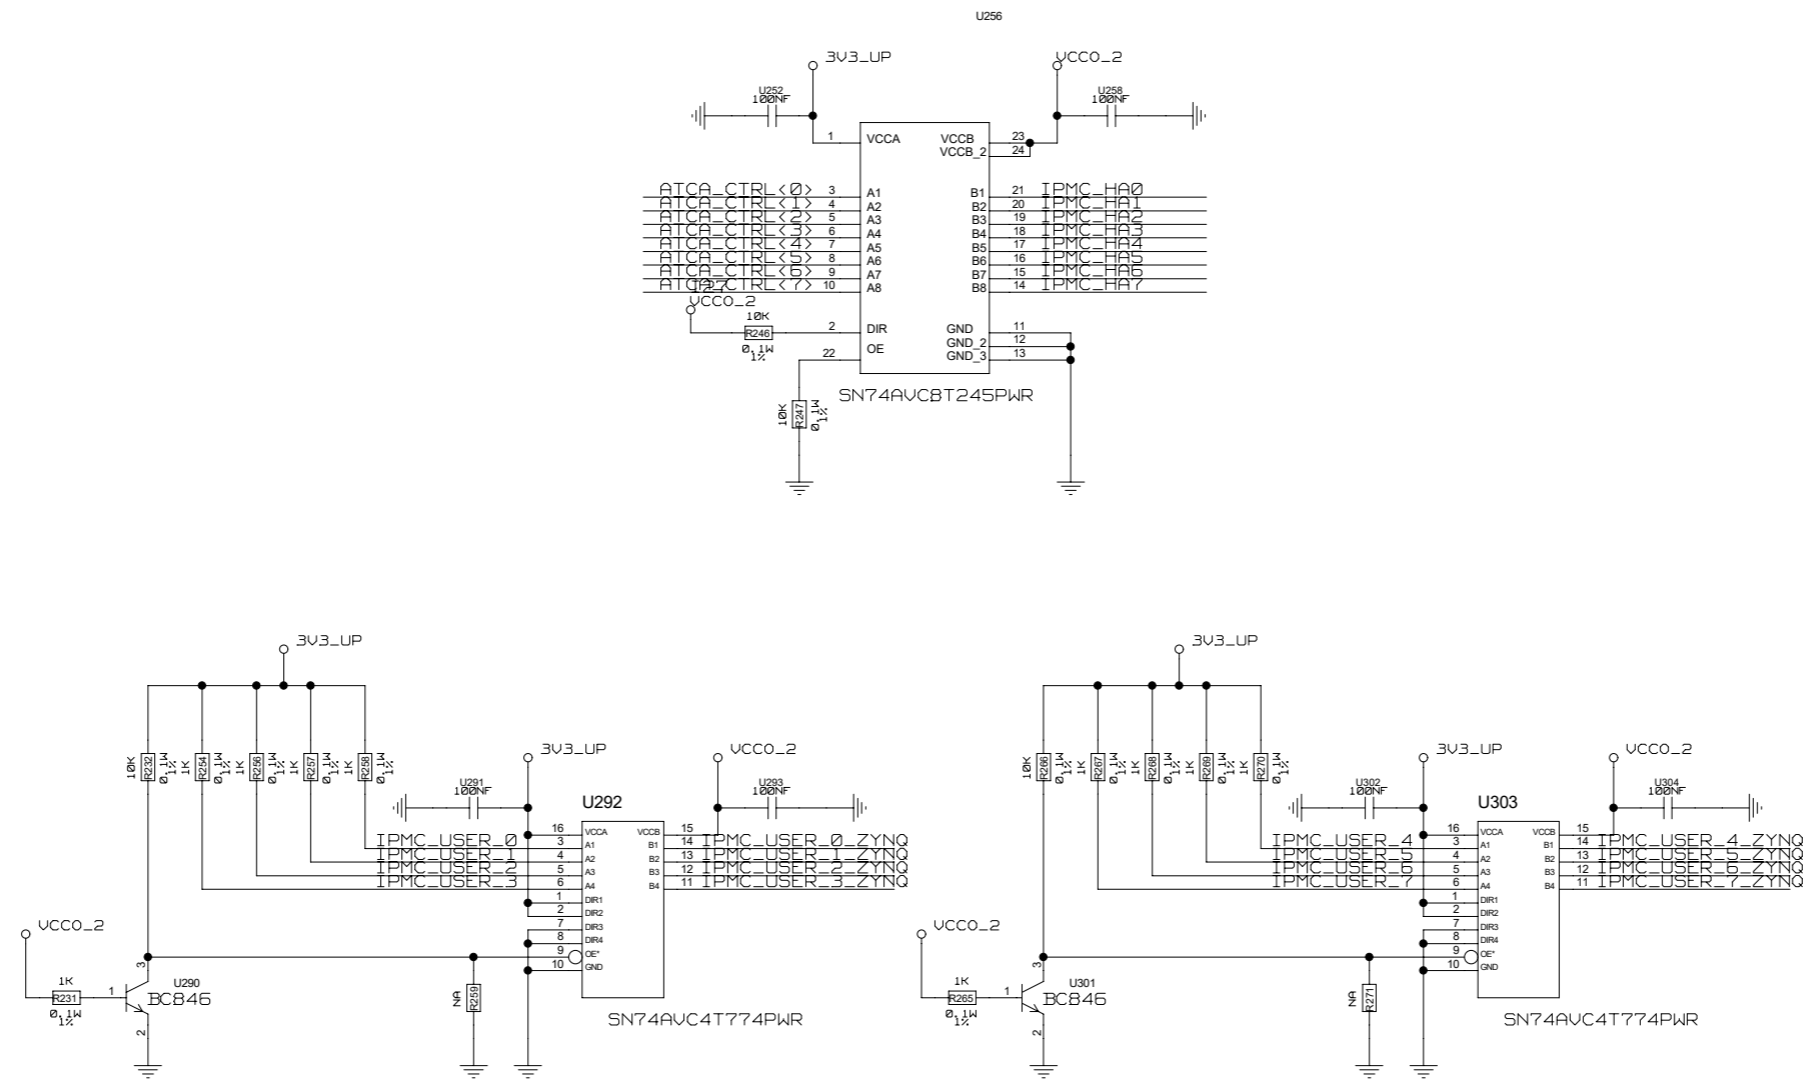 U256
3V3_UP
VCCO_2
U252
100NF
U258
100NF
1 VCCA VCCB 23
VCCB_2 24
ATCA_CTRL<0> 3 A1 B1 21 IPMC_HA0
ATCA_CTRL<1> 4 A2 B2 20 IPMC_HA1
ATCA_CTRL<2> 5 A3 B3 19 IPMC_HA2
ATCA_CTRL<3> 6 A4 B4 18 IPMC_HA3
ATCA_CTRL<4> 7 A5 B5 17 IPMC_HA4
ATCA_CTRL<5> 8 A6 B6 16 IPMC_HA5
ATCA_CTRL<6> 9 A7 B7 15 IPMC_HA6
ATCA_CTRL<7> 10 A8 B8 14 IPMC_HA7
VCCO_2
10K
R246
0.1W
1%
2 DIR GND 11
GND_2 12
22 OE GND_3 13
SN74AVC8T245PWR
10K
R247
0.1W
1%
3V3_UP
10K R232 0.1W 1%
1K R254 0.1W 1%
1K R256 0.1W 1%
1K R257 0.1W 1%
1K R258 0.1W 1%
3V3_UP
VCCO_2
U291
100NF
U293
100NF
U292
16 VCCA VCCB 15
IPMC_USER_0 3 A1 B1 14 IPMC_USER_0_ZYNQ
IPMC_USER_1 4 A2 B2 13 IPMC_USER_1_ZYNQ
IPMC_USER_2 5 A3 B3 12 IPMC_USER_2_ZYNQ
IPMC_USER_3 6 A4 B4 11 IPMC_USER_3_ZYNQ
1 DIR1
2 DIR2
7 DIR3
8 DIR4
9 OE*
10 GND
VCCO_2
1K
R231
0.1W
1%
1
3
2
U290
BC846
NA
R259
SN74AVC4T774PWR
3V3_UP
10K R266 0.1W 1%
1K R267 0.1W 1%
1K R268 0.1W 1%
1K R269 0.1W 1%
1K R270 0.1W 1%
3V3_UP
VCCO_2
U302
100NF
U304
100NF
U303
16 VCCA VCCB 15
IPMC_USER_4 3 A1 B1 14 IPMC_USER_4_ZYNQ
IPMC_USER_5 4 A2 B2 13 IPMC_USER_5_ZYNQ
IPMC_USER_6 5 A3 B3 12 IPMC_USER_6_ZYNQ
IPMC_USER_7 6 A4 B4 11 IPMC_USER_7_ZYNQ
1 DIR1
2 DIR2
7 DIR3
8 DIR4
9 OE*
10 GND
VCCO_2
1K
R265
0.1W
1%
1
3
2
U301
BC846
NA
R271
SN74AVC4T774PWR